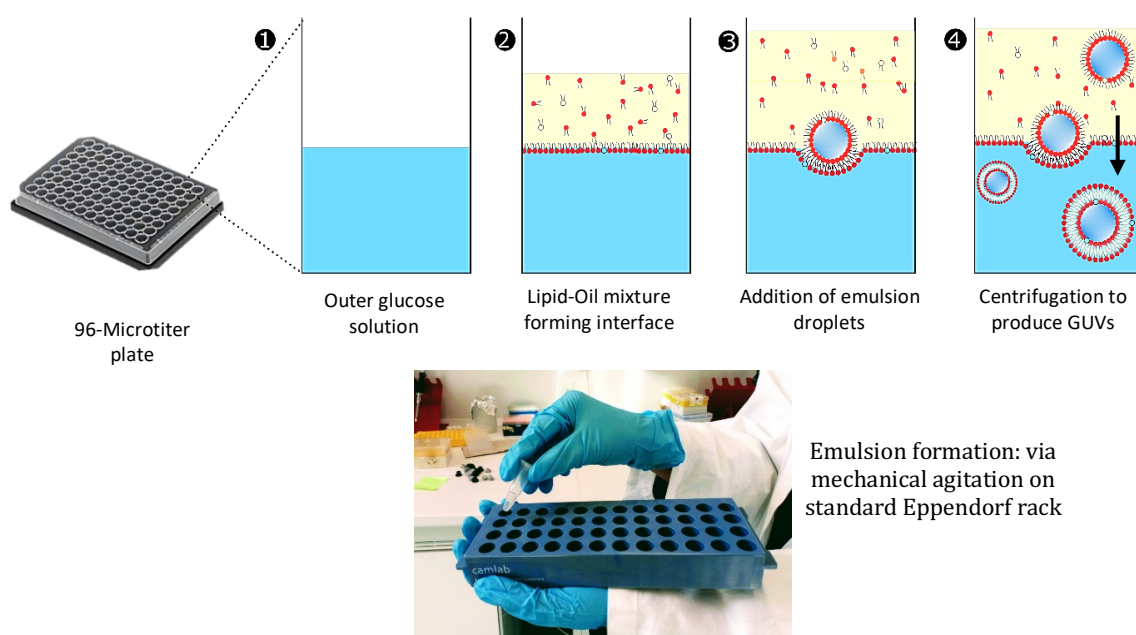 ❶
❷
❸
❹
96-Microtiter
plate
Outer glucose
solution
Lipid-Oil mixture
forming interface
Addition of emulsion
droplets
Centrifugation to
produce GUVs
camlab
Emulsion formation: via
mechanical agitation on
standard Eppendorf rack